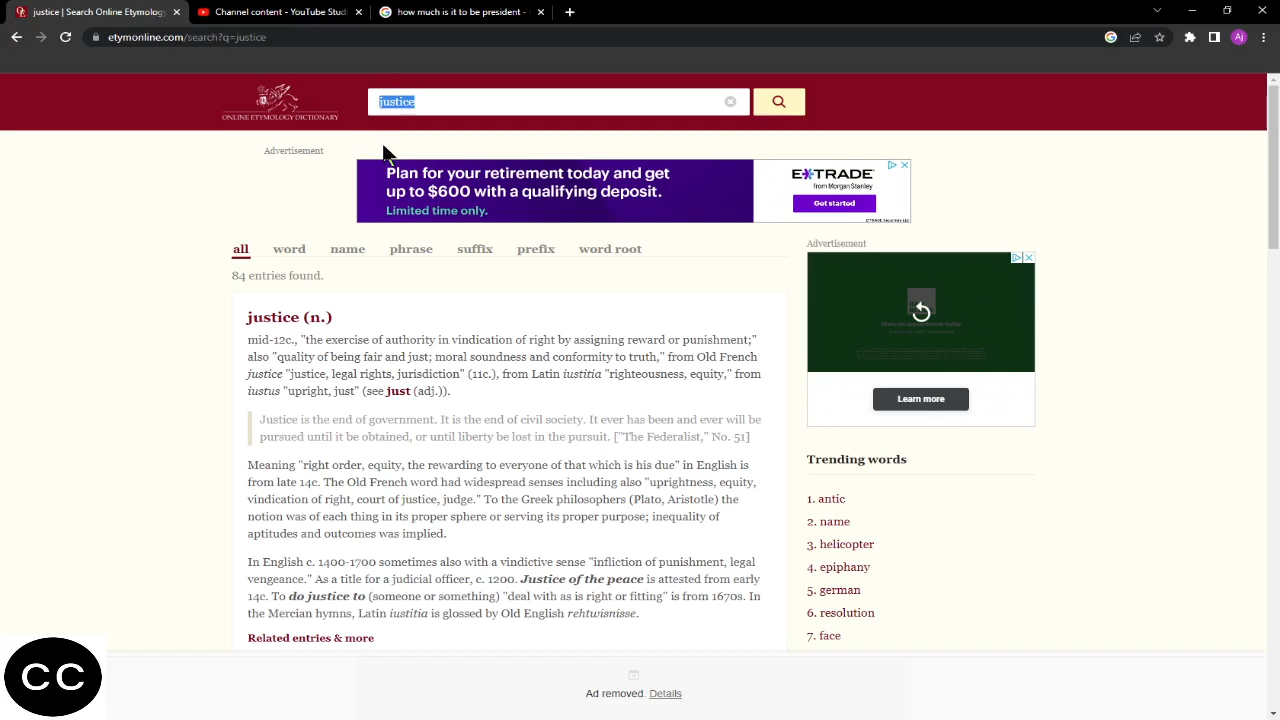 justice | Search Online Etymo
Online content for YouTube Studi
how much is it to be president -
etymonline.com/search?q=justice
Aj
ONLINE ETYMOLOGY DICTIONARY
justice
Advertisement
Plan for your retirement today and get
up to $600 with a qualifying deposit.
Limited time only.
E*TRADE
from Morgan Stanley
Get started
E*TRADE Securities LLC
all word name phrase suffix prefix word root
84 entries found.
justice (n.)
mid-12c., "the exercise of authority in vindication of right by assigning reward or punishment;"
also "quality of being fair and just; moral soundness and conformity to truth," from Old French
justice "justice, legal rights, jurisdiction" (11c.), from Latin iustitia "righteousness, equity," from
iustus "upright, just" (see just (adj.)).
Justice is the end of government. It is the end of civil society. It ever has been and ever will be
pursued until it be obtained, or until liberty be lost in the pursuit. ["The Federalist," No. 51]
Meaning "right order, equity, the rewarding to everyone of that which is his due" in English is
from late 14c. The Old French word had widespread senses including also "uprightness, equity,
vindication of right, court of justice, judge." To the Greek philosophers (Plato, Aristotle) the
notion was of each thing in its proper sphere or serving its proper purpose; inequality of
aptitudes and outcomes was implied.
In English c. 1400-1700 sometimes also with a vindictive sense "infliction of punishment, legal
vengeance." As a title for a judicial officer, c. 1200. Justice of the peace is attested from early
14c. To do justice to (someone or something) "deal with as is right or fitting" is from 1670s. In
the Mercian hymns, Latin iustitia is glossed by Old English rehtwisnisse.
Related entries & more
Advertisement
Make an appointment today
Learn more
Trending words
1. antic
2. name
3. helicopter
4. epiphany
5. german
6. resolution
7. face
CC
Ad removed. Details